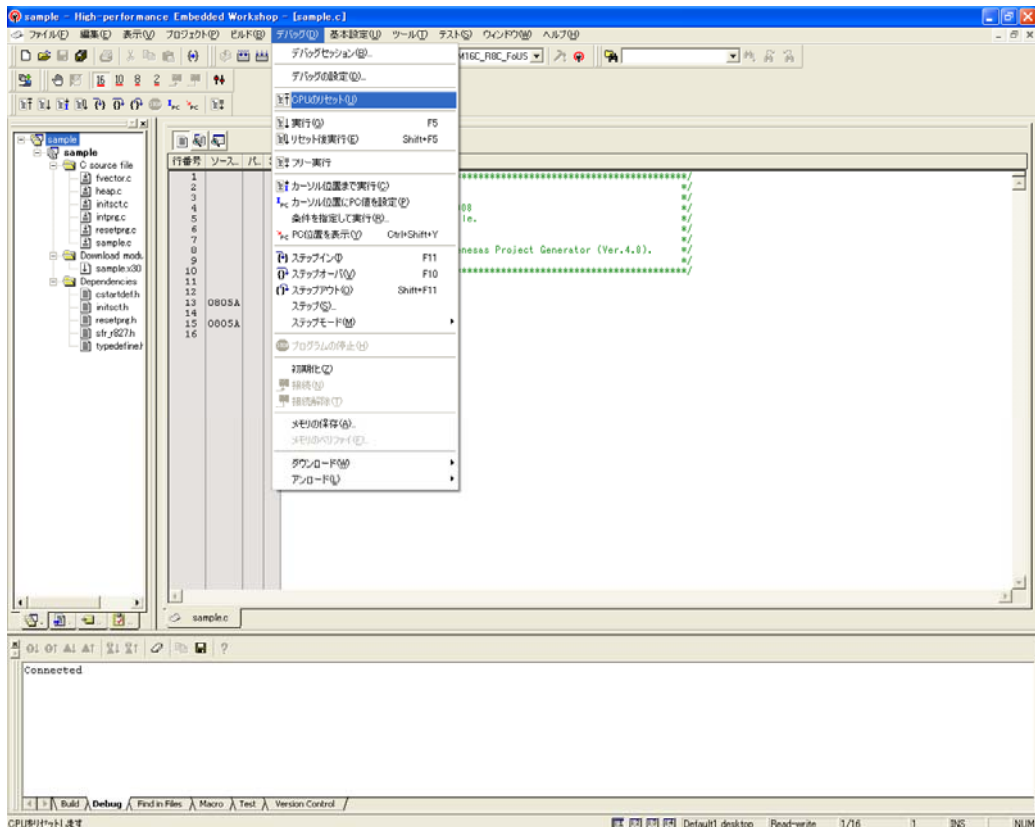 sample - High-performance Embedded Workshop - [sample.c]
ファイル(F) 編集(E) 表示(V) プロジェクト(P) ビルド(B) デバッグ(D) 基本設定(U) ツール(T) テスト(S) ウィンドウ(W) ヘルプ(H)
M16C_R8C_FoUS
16 10 8 2
デバッグセッション(B)...
デバッグの設定(D)...
CPUのリセット(U)
実行(G) F5
リセット後実行(E) Shift+F5
フリー実行
カーソル位置まで実行(C)
カーソル位置にPC値を設定(P)
条件を指定して実行(R)...
PC位置を表示(Y) Ctrl+Shift+Y
ステップイン(I) F11
ステップオーバ(V) F10
ステップアウト(O) Shift+F11
ステップ(S)...
ステップモード(M)
プログラムの停止(H)
初期化(Z)
接続(N)
接続解除(T)
メモリの保存(A)...
メモリのベリファイ(F)...
ダウンロード(W)
アンロード(L)
sample
sample
C source file
fvector.c
heap.c
initsct.c
intprg.c
resetprg.c
sample.c
Download modu
sample.x30
Dependencies
cstartdef.h
initsct.h
resetprg.h
sfr_r827.h
typedefine.h
行番号 ソース... パ... S
1 ***********************************/
2 */
3 */
4 08 */
5 le. */
6 */
7 */
8 nesas Project Generator (Ver.4.8). */
9 */
10 ***********************************/
11
12
13 0805A
14
15 0805A
16
sample.c
Connected
Build Debug Find in Files Macro Test Version Control
CPUをリセットします
Default1 desktop Read-write 1/16 1 INS NUM